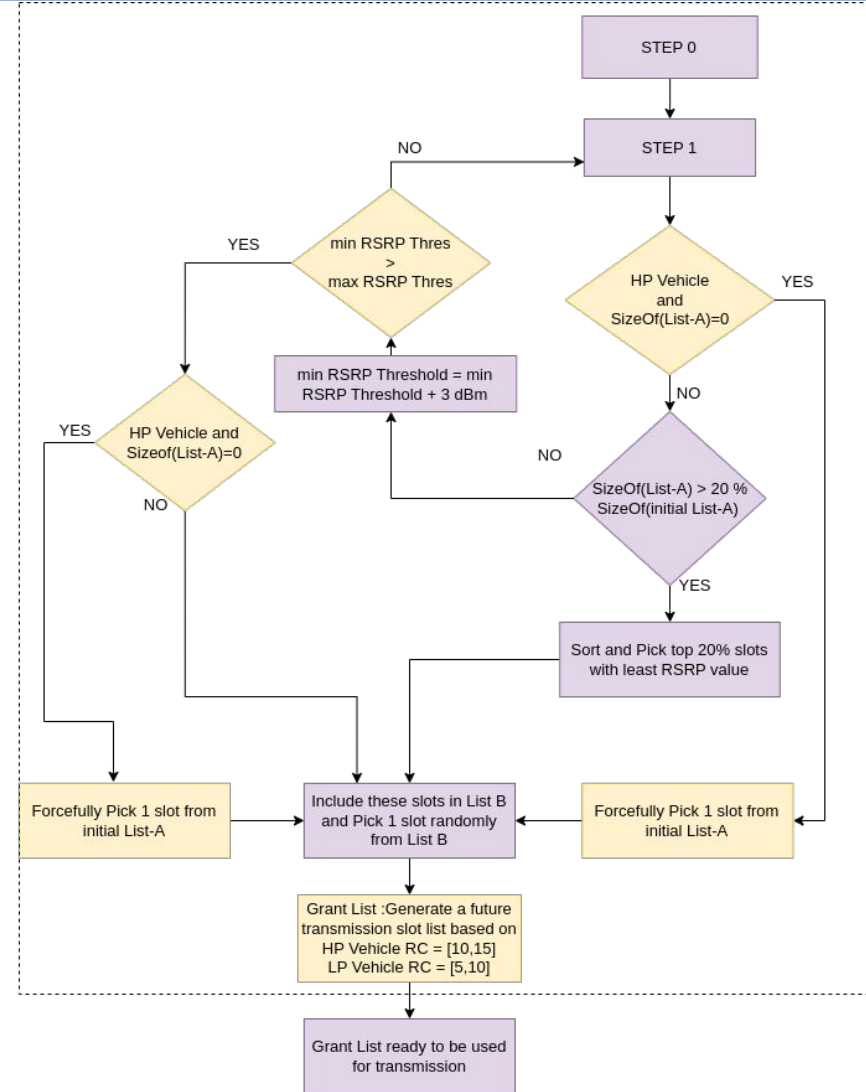 STEP 0
STEP 1
NO
min RSRP Thres
>
max RSRP Thres
YES
HP Vehicle
and
SizeOf(List-A)=0
YES
min RSRP Threshold = min
RSRP Threshold + 3 dBm
NO
HP Vehicle and
Sizeof(List-A)=0
YES
NO
NO
SizeOf(List-A) > 20 %
SizeOf(initial List-A)
YES
Sort and Pick top 20% slots
with least RSRP value
Forcefully Pick 1 slot from
initial List-A
Include these slots in List B
and Pick 1 slot randomly
from List B
Forcefully Pick 1 slot from
initial List-A
Grant List :Generate a future
transmission slot list based on
HP Vehicle RC = [10,15]
LP Vehicle RC = [5,10]
Grant List ready to be used
for transmission